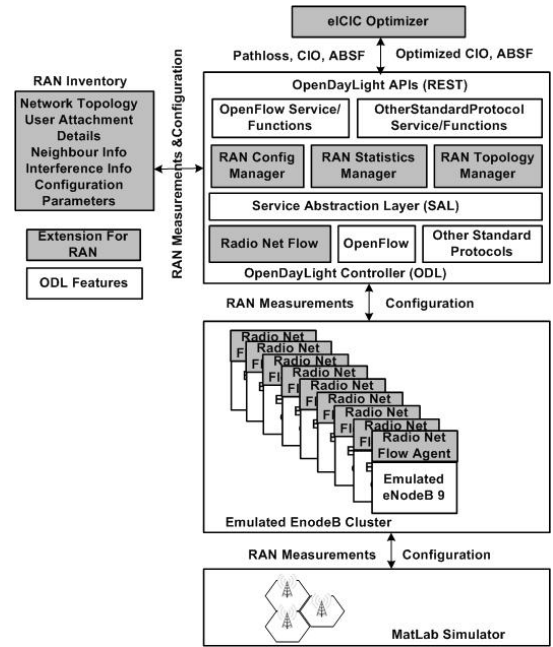 eICIC Optimizer
Pathloss, CIO, ABSF
Optimized CIO, ABSF
RAN Inventory
Network Topology
User Attachment
Details
Neighbour Info
Interference Info
Configuration
Parameters
Extension For
RAN
ODL Features
RAN Measurements &Configuration
OpenDayLight APIs (REST)
OpenFlow Service/
Functions
OtherStandardProtocol
Service/Functions
RAN Config
Manager
RAN Statistics
Manager
RAN Topology
Manager
Service Abstraction Layer (SAL)
Radio Net Flow
OpenFlow
Other Standard
Protocols
OpenDayLight Controller (ODL)
RAN Measurements
Configuration
Radio Net
Radio Net
Radio Net
Radio Net
Radio Net
Radio Net
Radio Net
Radio Net
Radio Net
Flow Agent
Emulated
eNodeB 9
Emulated EnodeB Cluster
RAN Measurements
Configuration
MatLab Simulator